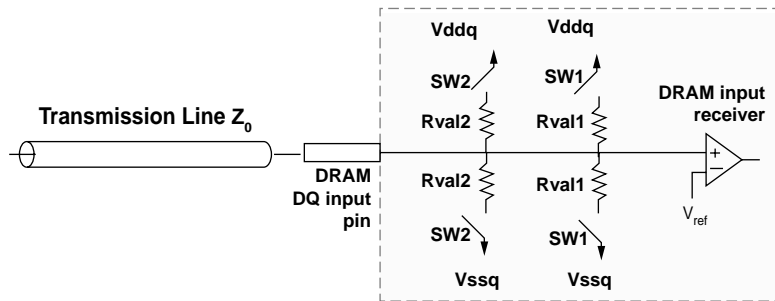 Vddq
Vddq
SW2
SW1
Transmission Line Z0
DRAM input
receiver
Rval2
Rval1
+
−
DRAM
DQ input
pin
Rval2
Rval1
Vref
SW2
SW1
Vssq
Vssq